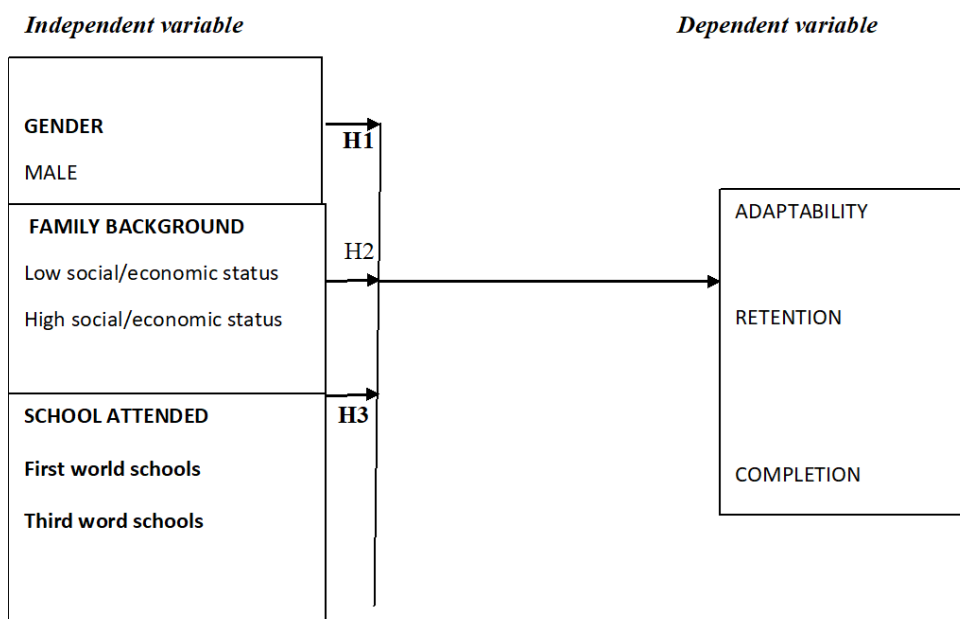 Independent variable
Dependent variable
GENDER
H1
MALE
FAMILY BACKGROUND
H2
Low social/economic status
High social/economic status
H3
SCHOOL ATTENDED
First world schools
Third word schools
ADAPTABILITY
RETENTION
COMPLETION